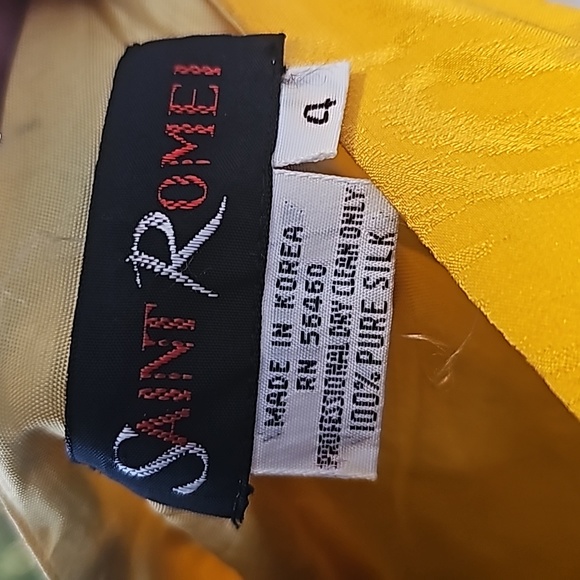 SAINT ROMEI
4
MADE IN KOREA
RN 56460
PROFESSIONAL DRY CLEAN ONLY
100% PURE SILK